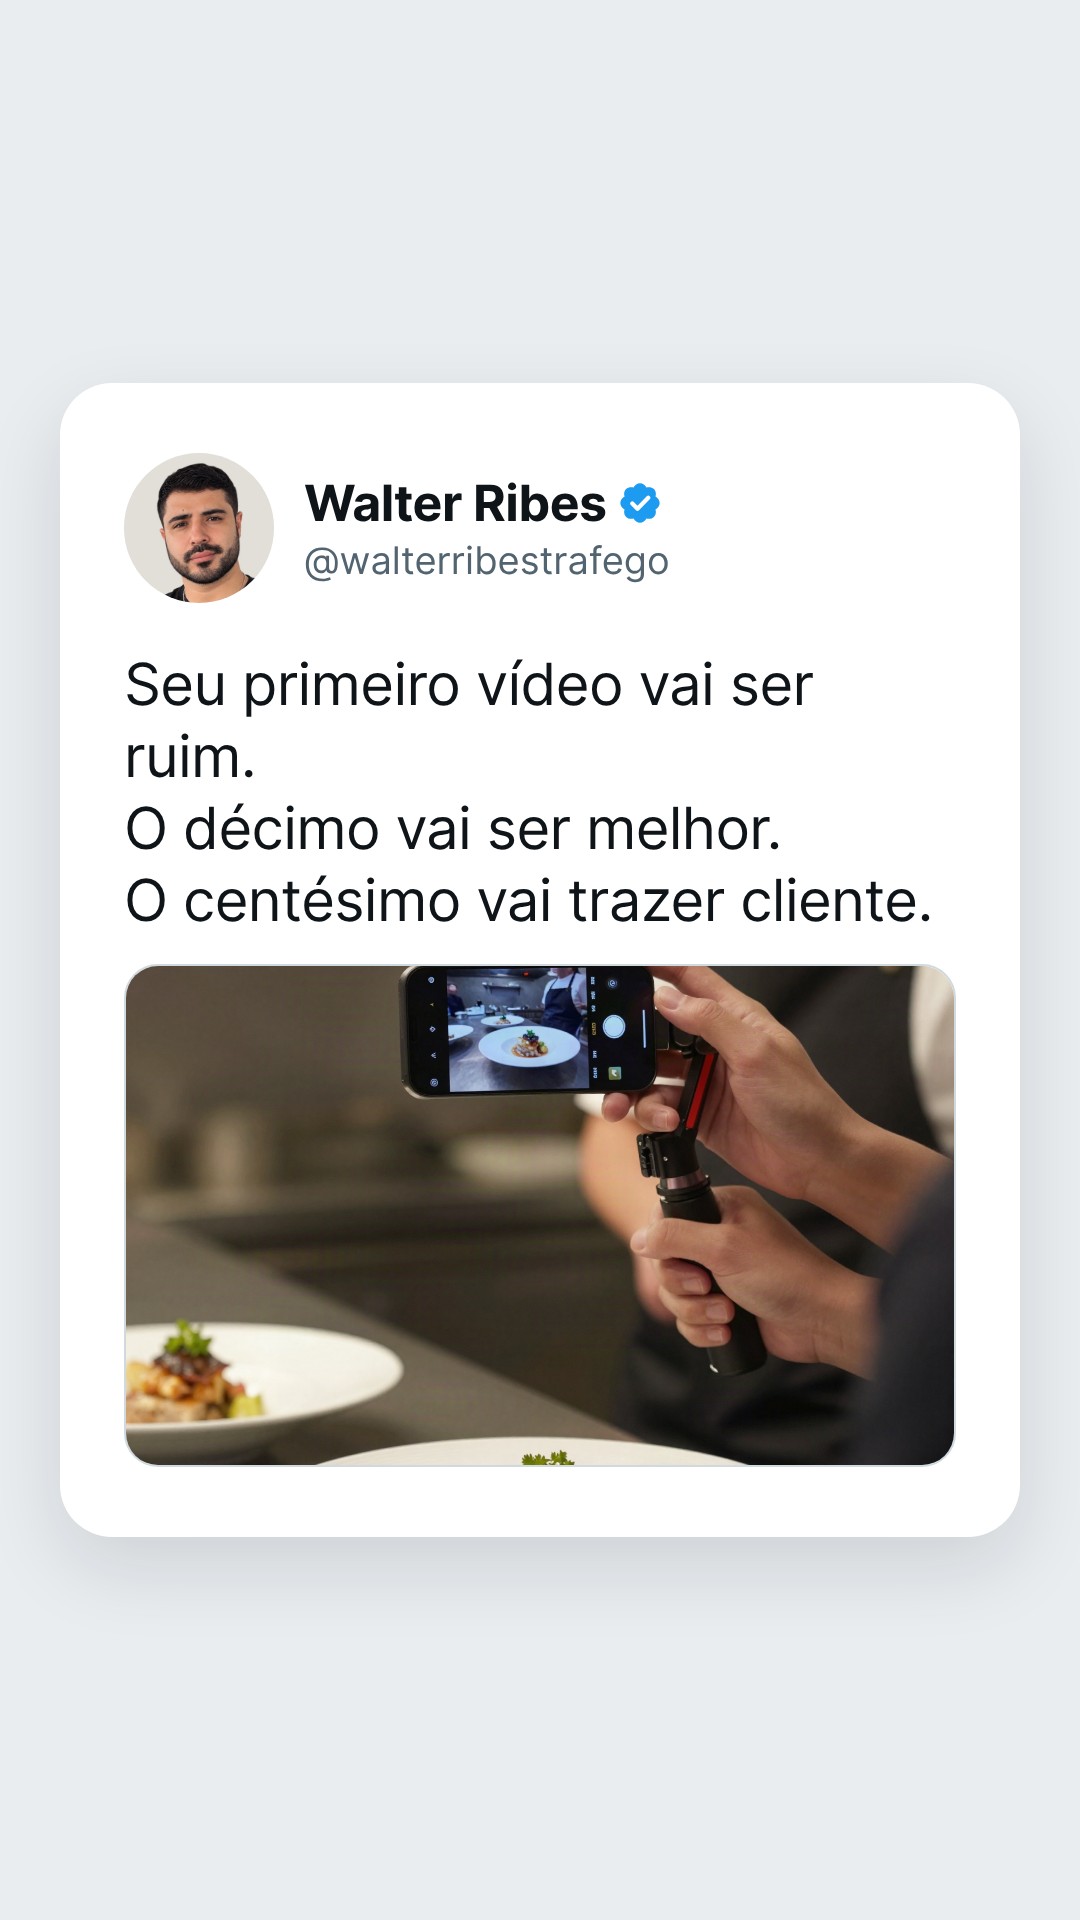 Walter Ribes
@walterribestrafego
Seu primeiro vídeo vai ser
ruim.
O décimo vai ser melhor.
O centésimo vai trazer cliente.